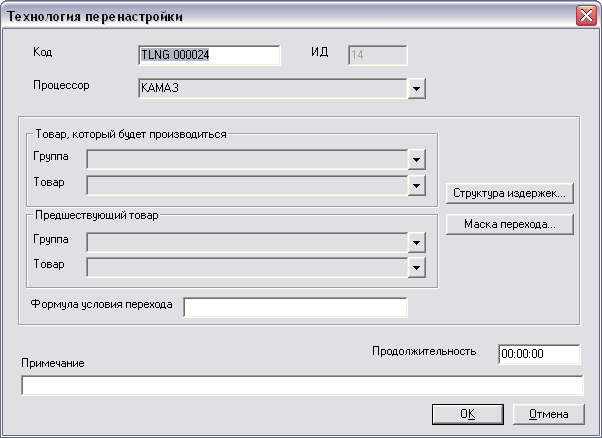 Технология перенастройки
Код TLNG 000024 ИД 14
Процессор КАМАЗ
Товар, который будет производиться
Группа
Товар
Структура издержек...
Предшествующий товар
Маска перехода...
Группа
Товар
Формула условия перехода
Продолжительность 00:00:00
Примечание
OK Отмена